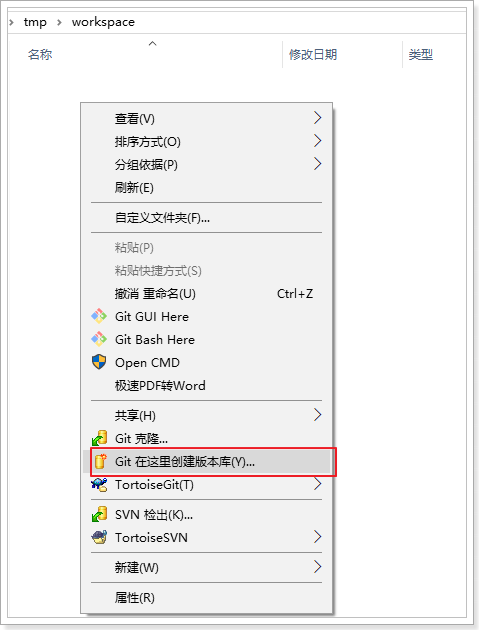 tmp › workspace
名称 修改日期 类型
查看(V)
排序方式(O)
分组依据(P)
刷新(E)
自定义文件夹(F)...
粘贴(P)
粘贴快捷方式(S)
撤消 重命名(U) Ctrl+Z
Git GUI Here
Git Bash Here
Open CMD
极速PDF转Word
共享(H)
Git 克隆...
Git 在这里创建版本库(Y)...
TortoiseGit(T)
SVN 检出(K)...
TortoiseSVN
新建(W)
属性(R)